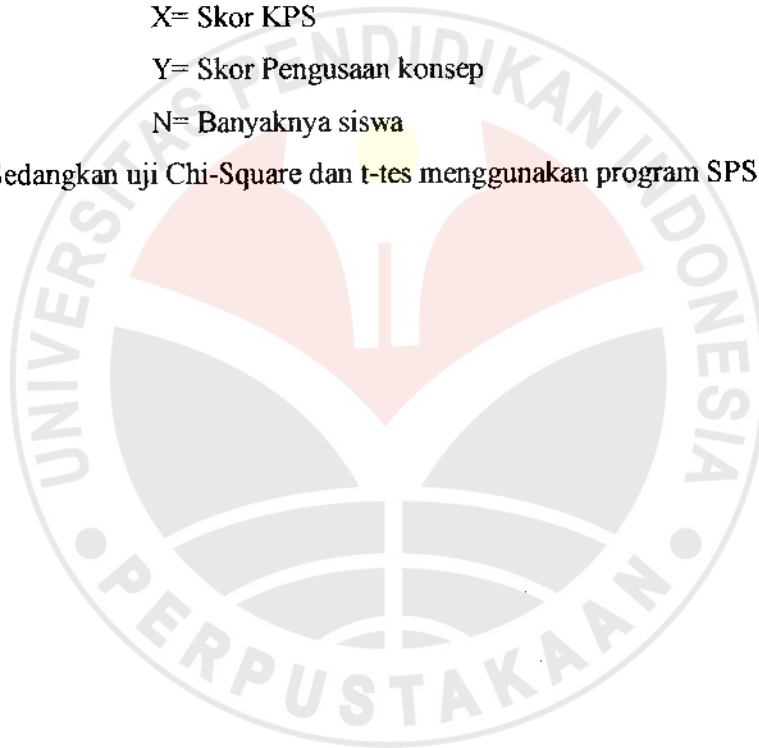 X= Skor KPS
Y= Skor Pengusaan konsep
N= Banyaknya siswa
edangkan uji Chi-Square dan t-tes menggunakan program SPS
UNIVERSITAS PENDIDIKAN INDONESIA
PERPUSTAKAAN